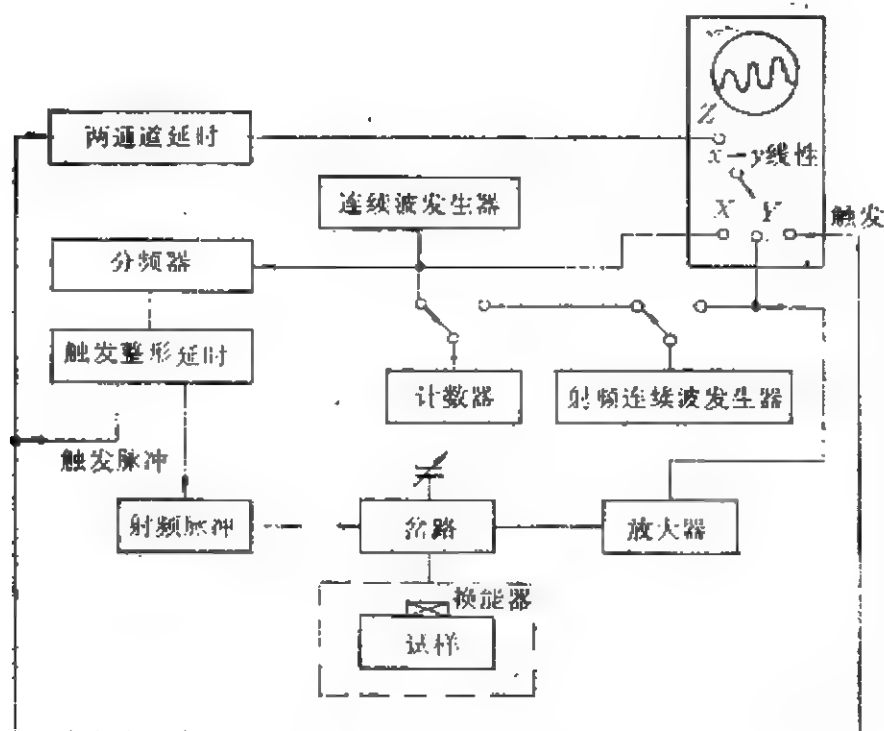 两通道延时
Z
x-y线性
连续波发生器
X
Y
触发
分频器
触发整形延时
计数器
射频连续波发生器
触发脉冲
射频脉冲
岔路
放大器
换能器
试样